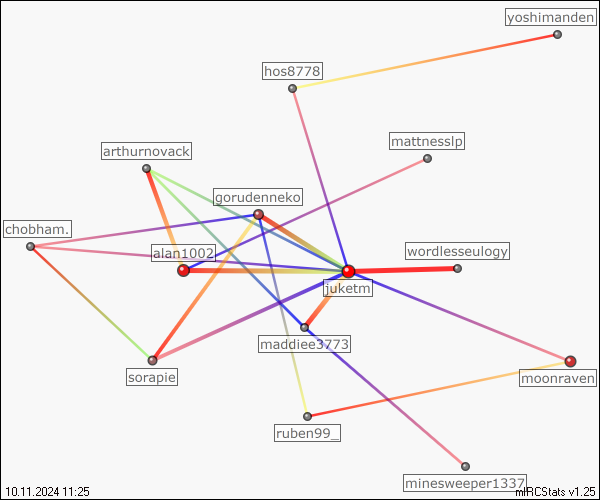 yoshimanden
hos8778
mattnesslp
arthurnovack
gorudenneko
chobham.
alan1002
wordlesseulogy
juketm
maddiee3773
sorapie
moonraven
ruben99_
minesweeper1337
10.11.2024 11:25
mIRCStats v1.25